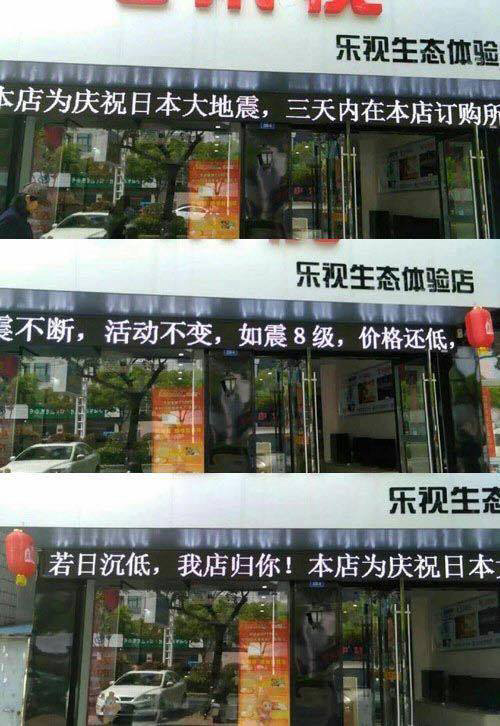 乐视生态体验
本店为庆祝日本大地震，三天内在本店订购所
乐视生态体验店
震不断，活动不变，如震8级，价格还低，
乐视生态
若日沉低，我店归你！本店为庆祝日本大